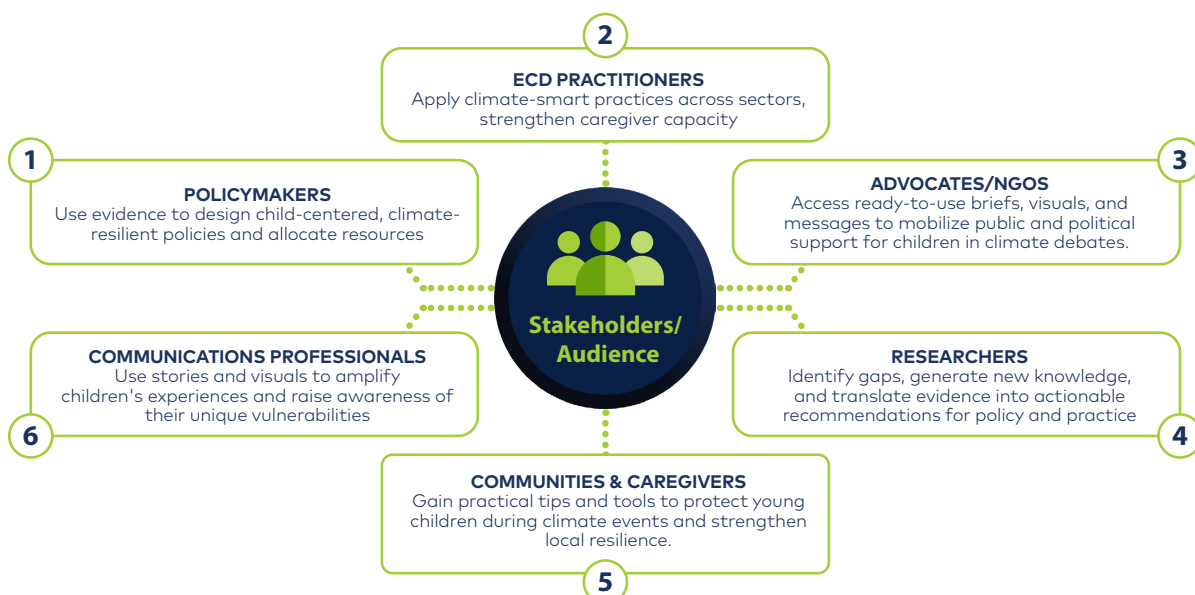 1
POLICYMAKERS
Use evidence to design child-centered, climate-
resilient policies and allocate resources
2
ECD PRACTITIONERS
Apply climate-smart practices across sectors,
strengthen caregiver capacity
3
ADVOCATES/NGOS
Access ready-to-use briefs, visuals, and
messages to mobilize public and political
support for children in climate debates.
Stakeholders/
Audience
RESEARCHERS
Identify gaps, generate new knowledge,
and translate evidence into actionable
recommendations for policy and practice
4
COMMUNITIES & CAREGIVERS
Gain practical tips and tools to protect young
children during climate events and strengthen
local resilience.
5
COMMUNICATIONS PROFESSIONALS
Use stories and visuals to amplify
children's experiences and raise awareness of
their unique vulnerabilities
6